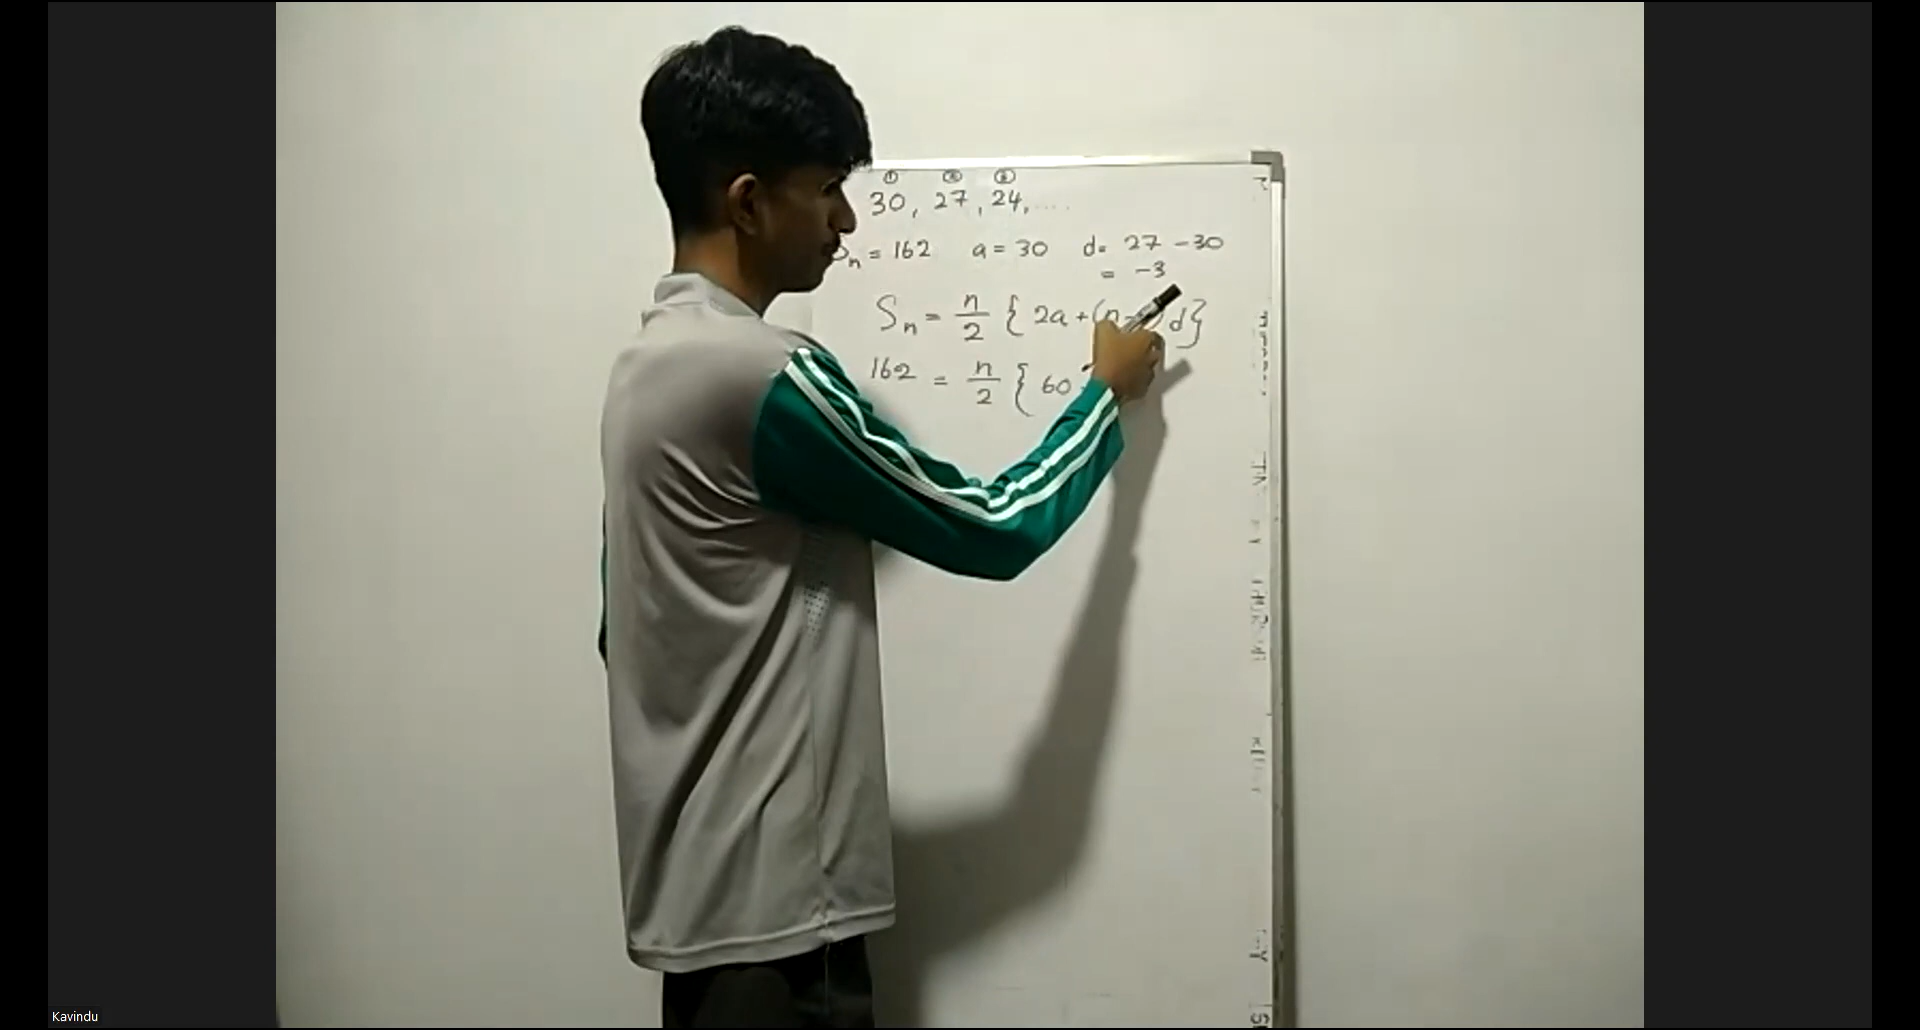 ① ② ③
30, 27, 24, .....
Sn = 162 a = 30 d = 27 - 30
= -3
Sn = n/2 { 2a + (n - ) d}
162 = n/2 { 60
Kavindu